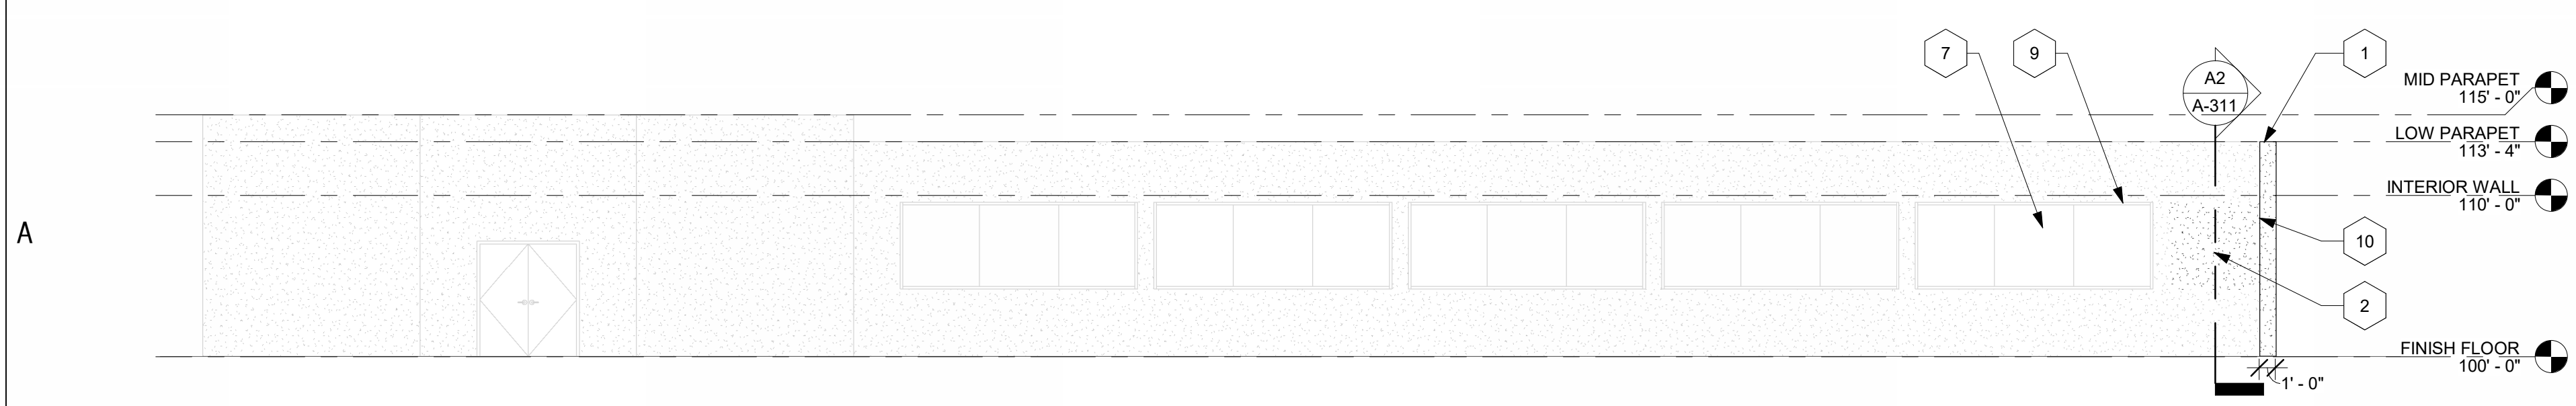 7
9
1
A2
A-311
MID PARAPET
115' - 0"
LOW PARAPET
113' - 4"
INTERIOR WALL
110' - 0"
A
10
2
FINISH FLOOR
100' - 0"
1' - 0"